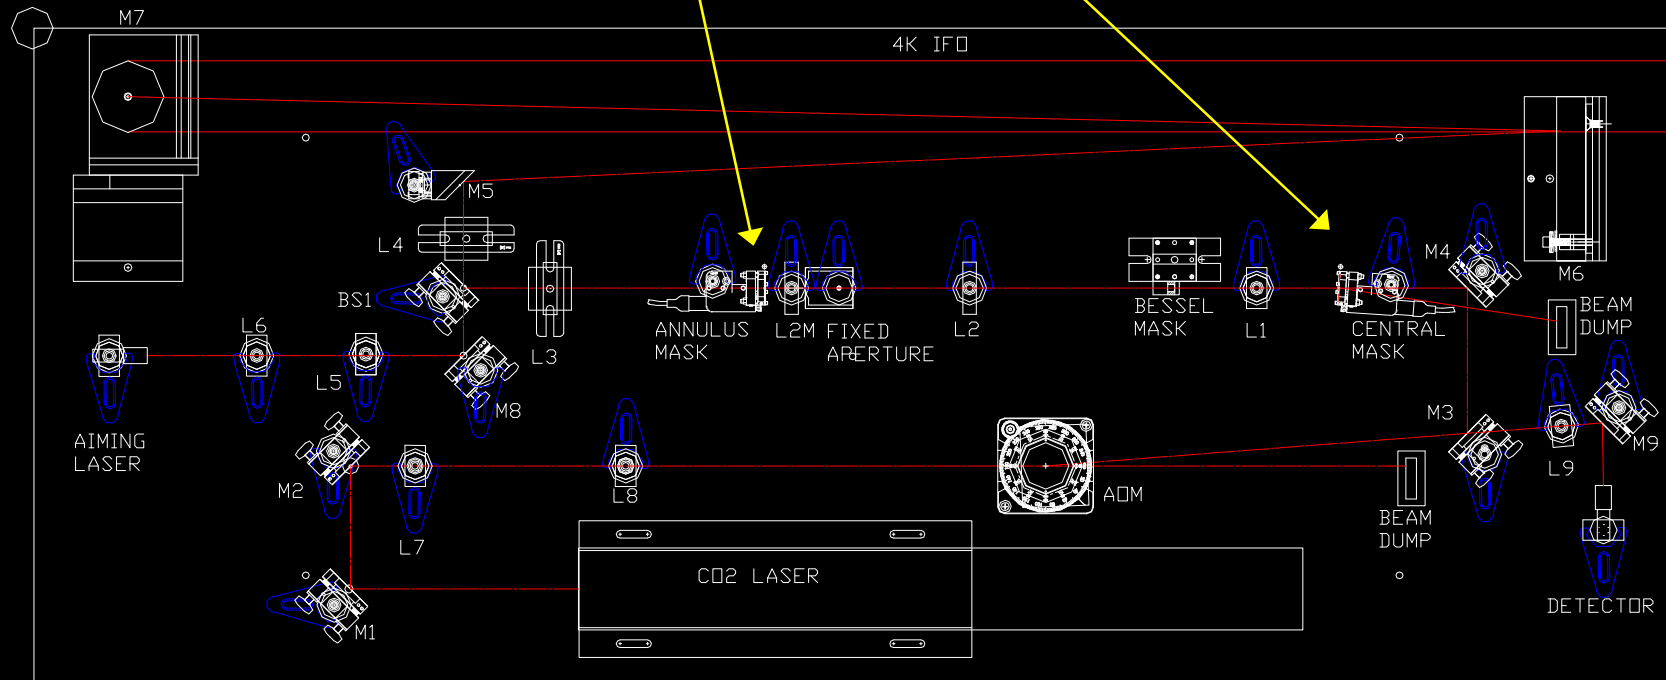 M7
4K IFO
M5
L4
M4
M6
BS1
BEAM
DUMP
L6
ANNULUS
MASK
L2M
FIXED
APERTURE
L2
BESSEL
MASK
L1
CENTRAL
MASK
L3
L5
M8
M3
AIMING
LASER
M9
L9
M2
L8
AOM
BEAM
DUMP
L7
CO2 LASER
DETECTOR
M1